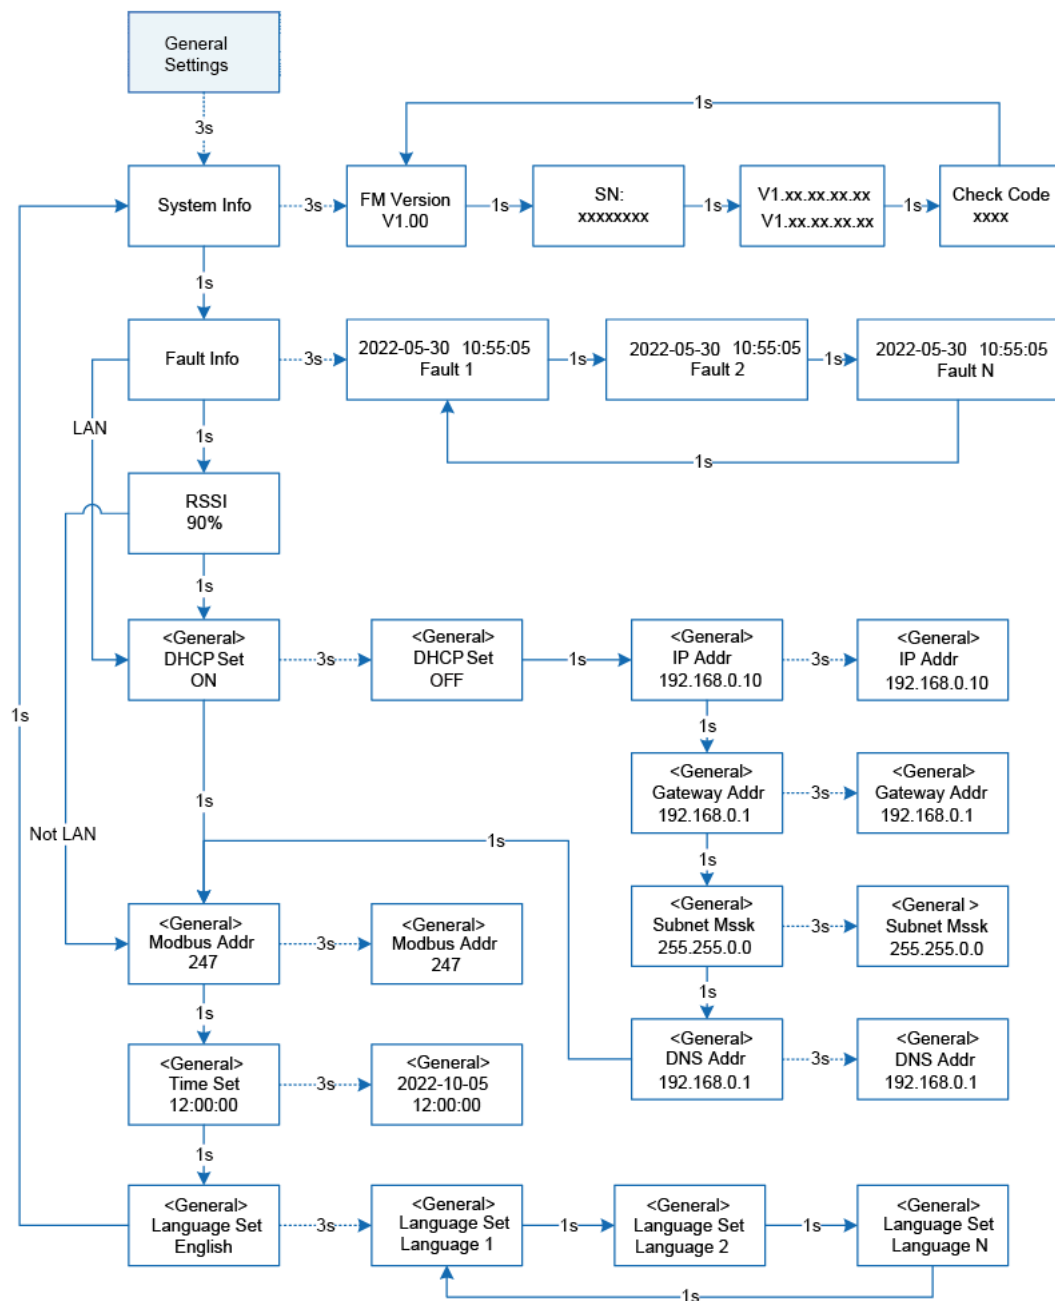 General
Settings
3s
1s
System Info
3s
FM Version
V1.00
1s
SN:
xxxxxxxx
1s
V1.xx.xx.xx.xx
V1.xx.xx.xx.xx
1s
Check Code
xxxx
1s
Fault Info
3s
2022-05-30 10:55:05
Fault 1
1s
2022-05-30 10:55:05
Fault 2
1s
2022-05-30 10:55:05
Fault N
LAN
1s
1s
RSSI
90%
1s
<General>
DHCP Set
ON
3s
<General>
DHCP Set
OFF
1s
<General>
IP Addr
192.168.0.10
3s
<General>
IP Addr
192.168.0.10
1s
1s
<General>
Gateway Addr
192.168.0.1
3s
<General>
Gateway Addr
192.168.0.1
1s
Not LAN
1s
1s
<General>
Modbus Addr
247
3s
<General>
Modbus Addr
247
<General>
Subnet Mssk
255.255.0.0
3s
<General >
Subnet Mssk
255.255.0.0
1s
1s
<General>
Time Set
12:00:00
3s
<General>
2022-10-05
12:00:00
<General>
DNS Addr
192.168.0.1
3s
<General>
DNS Addr
192.168.0.1
1s
<General>
Language Set
English
3s
<General>
Language Set
Language 1
1s
<General>
Language Set
Language 2
1s
<General>
Language Set
Language N
1s